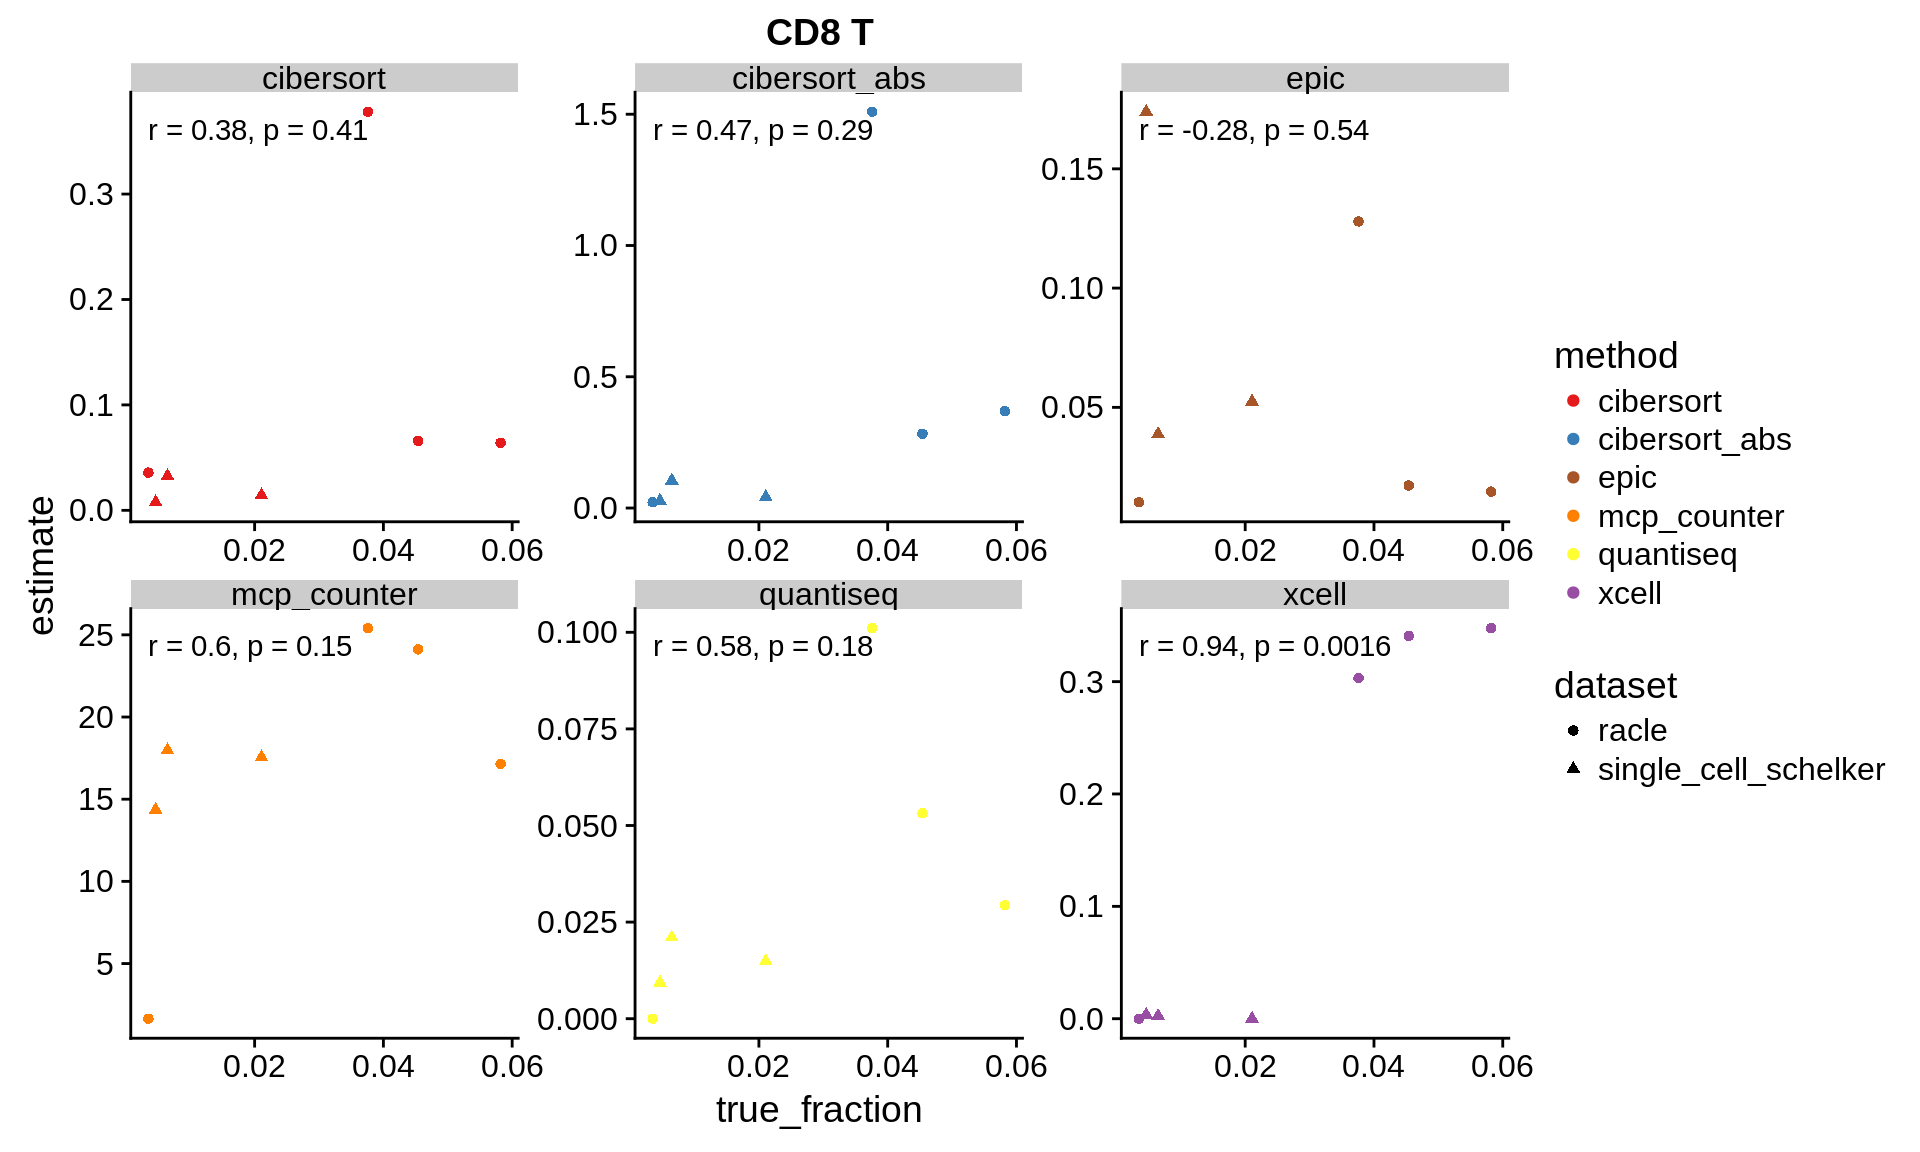 CD8 T
cibersort
cibersort_abs
epic
r = 0.38, p = 0.41
r = 0.47, p = 0.29
r = -0.28, p = 0.54
0.3
0.2
0.1
0.0
1.5
1.0
0.5
0.0
0.15
0.10
0.05
0.02 0.04 0.06
0.02 0.04 0.06
0.02 0.04 0.06
estimate
mcp_counter
quantiseq
xcell
r = 0.6, p = 0.15
r = 0.58, p = 0.18
r = 0.94, p = 0.0016
25
20
15
10
5
0.100
0.075
0.050
0.025
0.000
0.3
0.2
0.1
0.0
0.02 0.04 0.06
0.02 0.04 0.06
0.02 0.04 0.06
true_fraction
method
cibersort
cibersort_abs
epic
mcp_counter
quantiseq
xcell
dataset
racle
single_cell_schelker